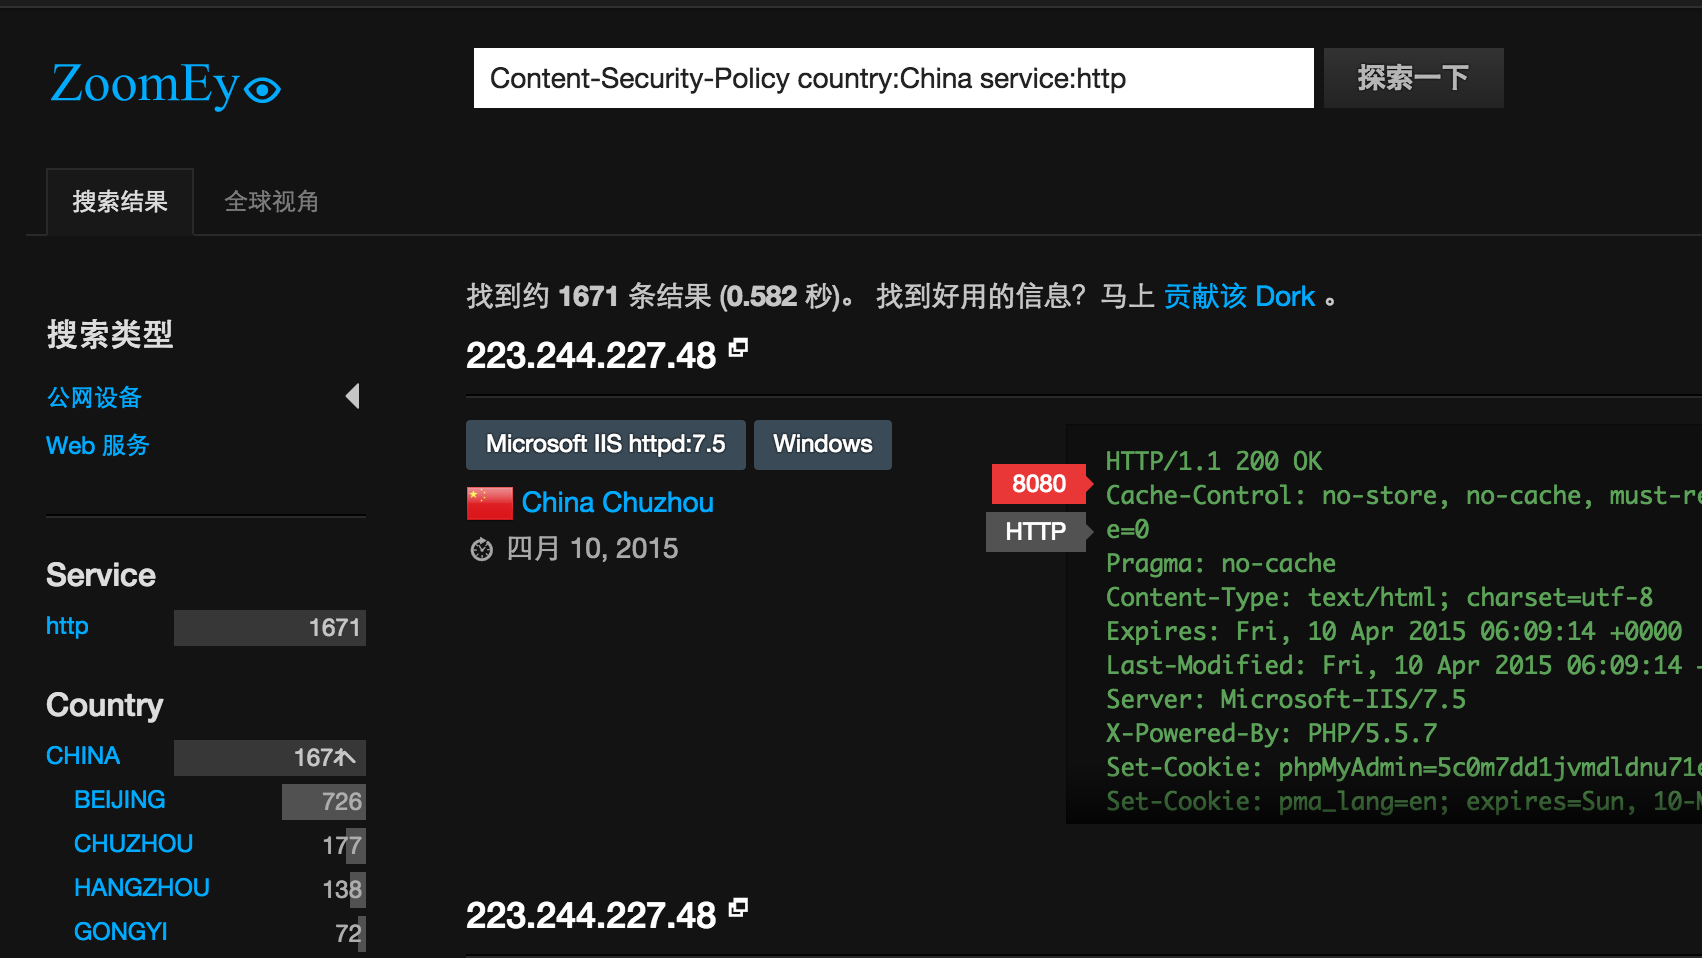 ZoomEy
Content-Security-Policy country:China service:http
探索一下
搜索结果
全球视角
找到约 1671 条结果 (0.582 秒)。 找到好用的信息？马上 贡献该 Dork 。
搜索类型
公网设备
Web 服务
Service
http 1671
Country
CHINA 167
BEIJING 726
CHUZHOU 177
HANGZHOU 138
GONGYI 72
223.244.227.48
Microsoft IIS httpd:7.5
Windows
China Chuzhou
四月 10, 2015
8080
HTTP
HTTP/1.1 200 OK
Cache-Control: no-store, no-cache, must-re
e=0
Pragma: no-cache
Content-Type: text/html; charset=utf-8
Expires: Fri, 10 Apr 2015 06:09:14 +0000
Last-Modified: Fri, 10 Apr 2015 06:09:14
Server: Microsoft-IIS/7.5
X-Powered-By: PHP/5.5.7
Set-Cookie: phpMyAdmin=5c0m7dd1jvmdldnu71e
Set-Cookie: pma_lang=en; expires=Sun, 10-M
223.244.227.48